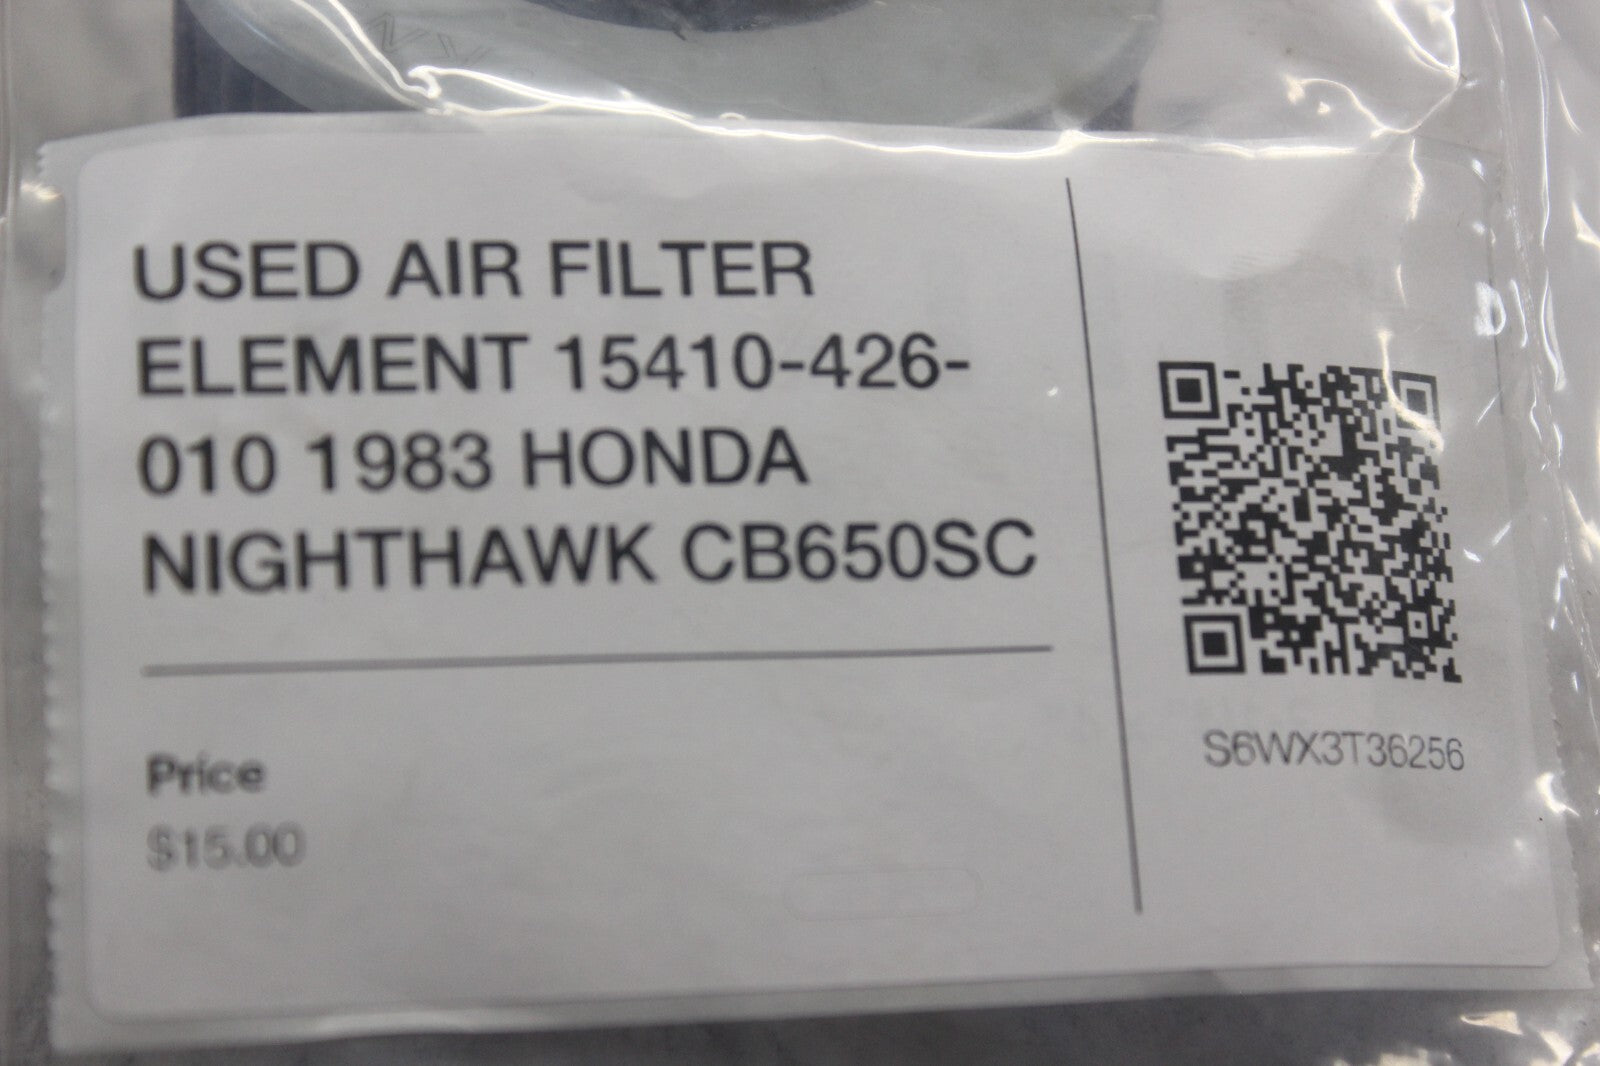 USED AIR FILTER
ELEMENT 15410-426-
010 1983 HONDA
NIGHTHAWK CB650SC
Price
$15.00
S6WX3T36256